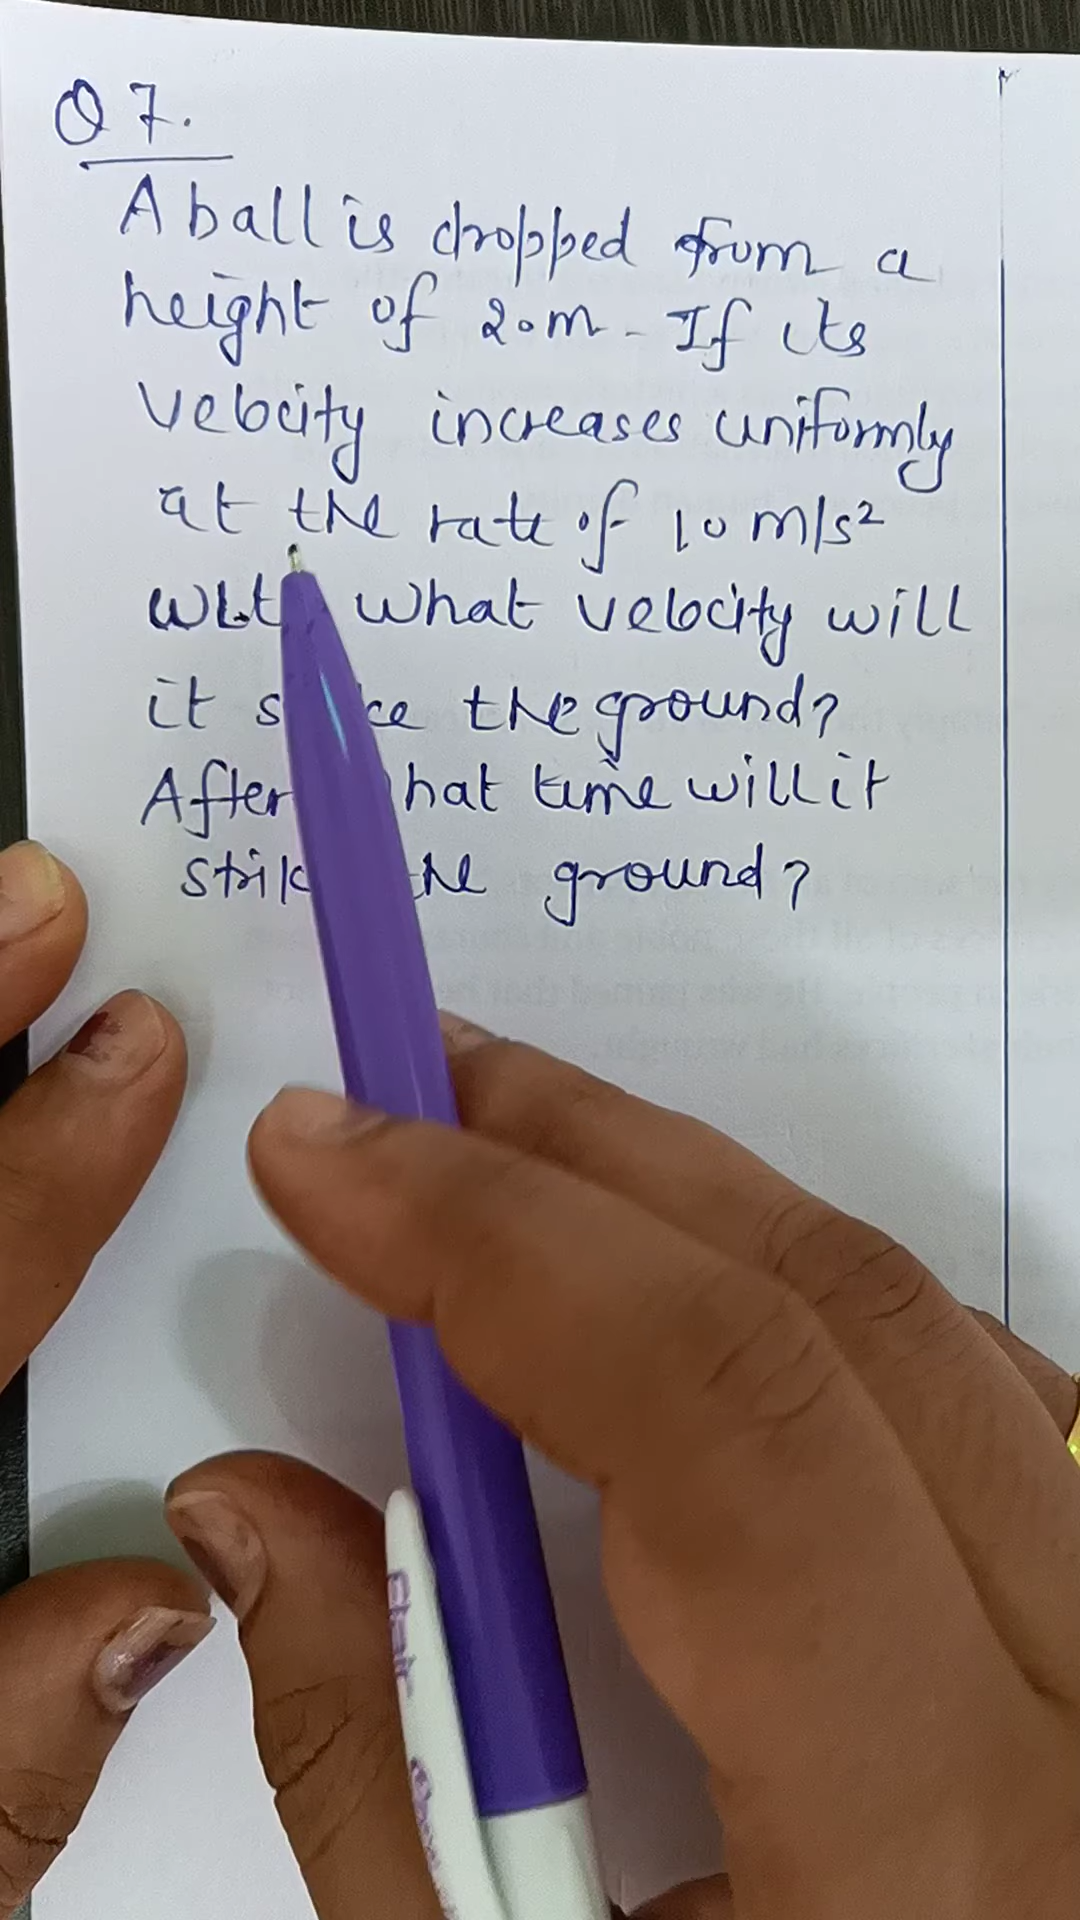 Q 7.
A ball is dropped from a
height of 20m. If its
velocity increases uniformly
at the rate of 10 m/s²
what velocity will
it the ground?
After time will it
the ground?